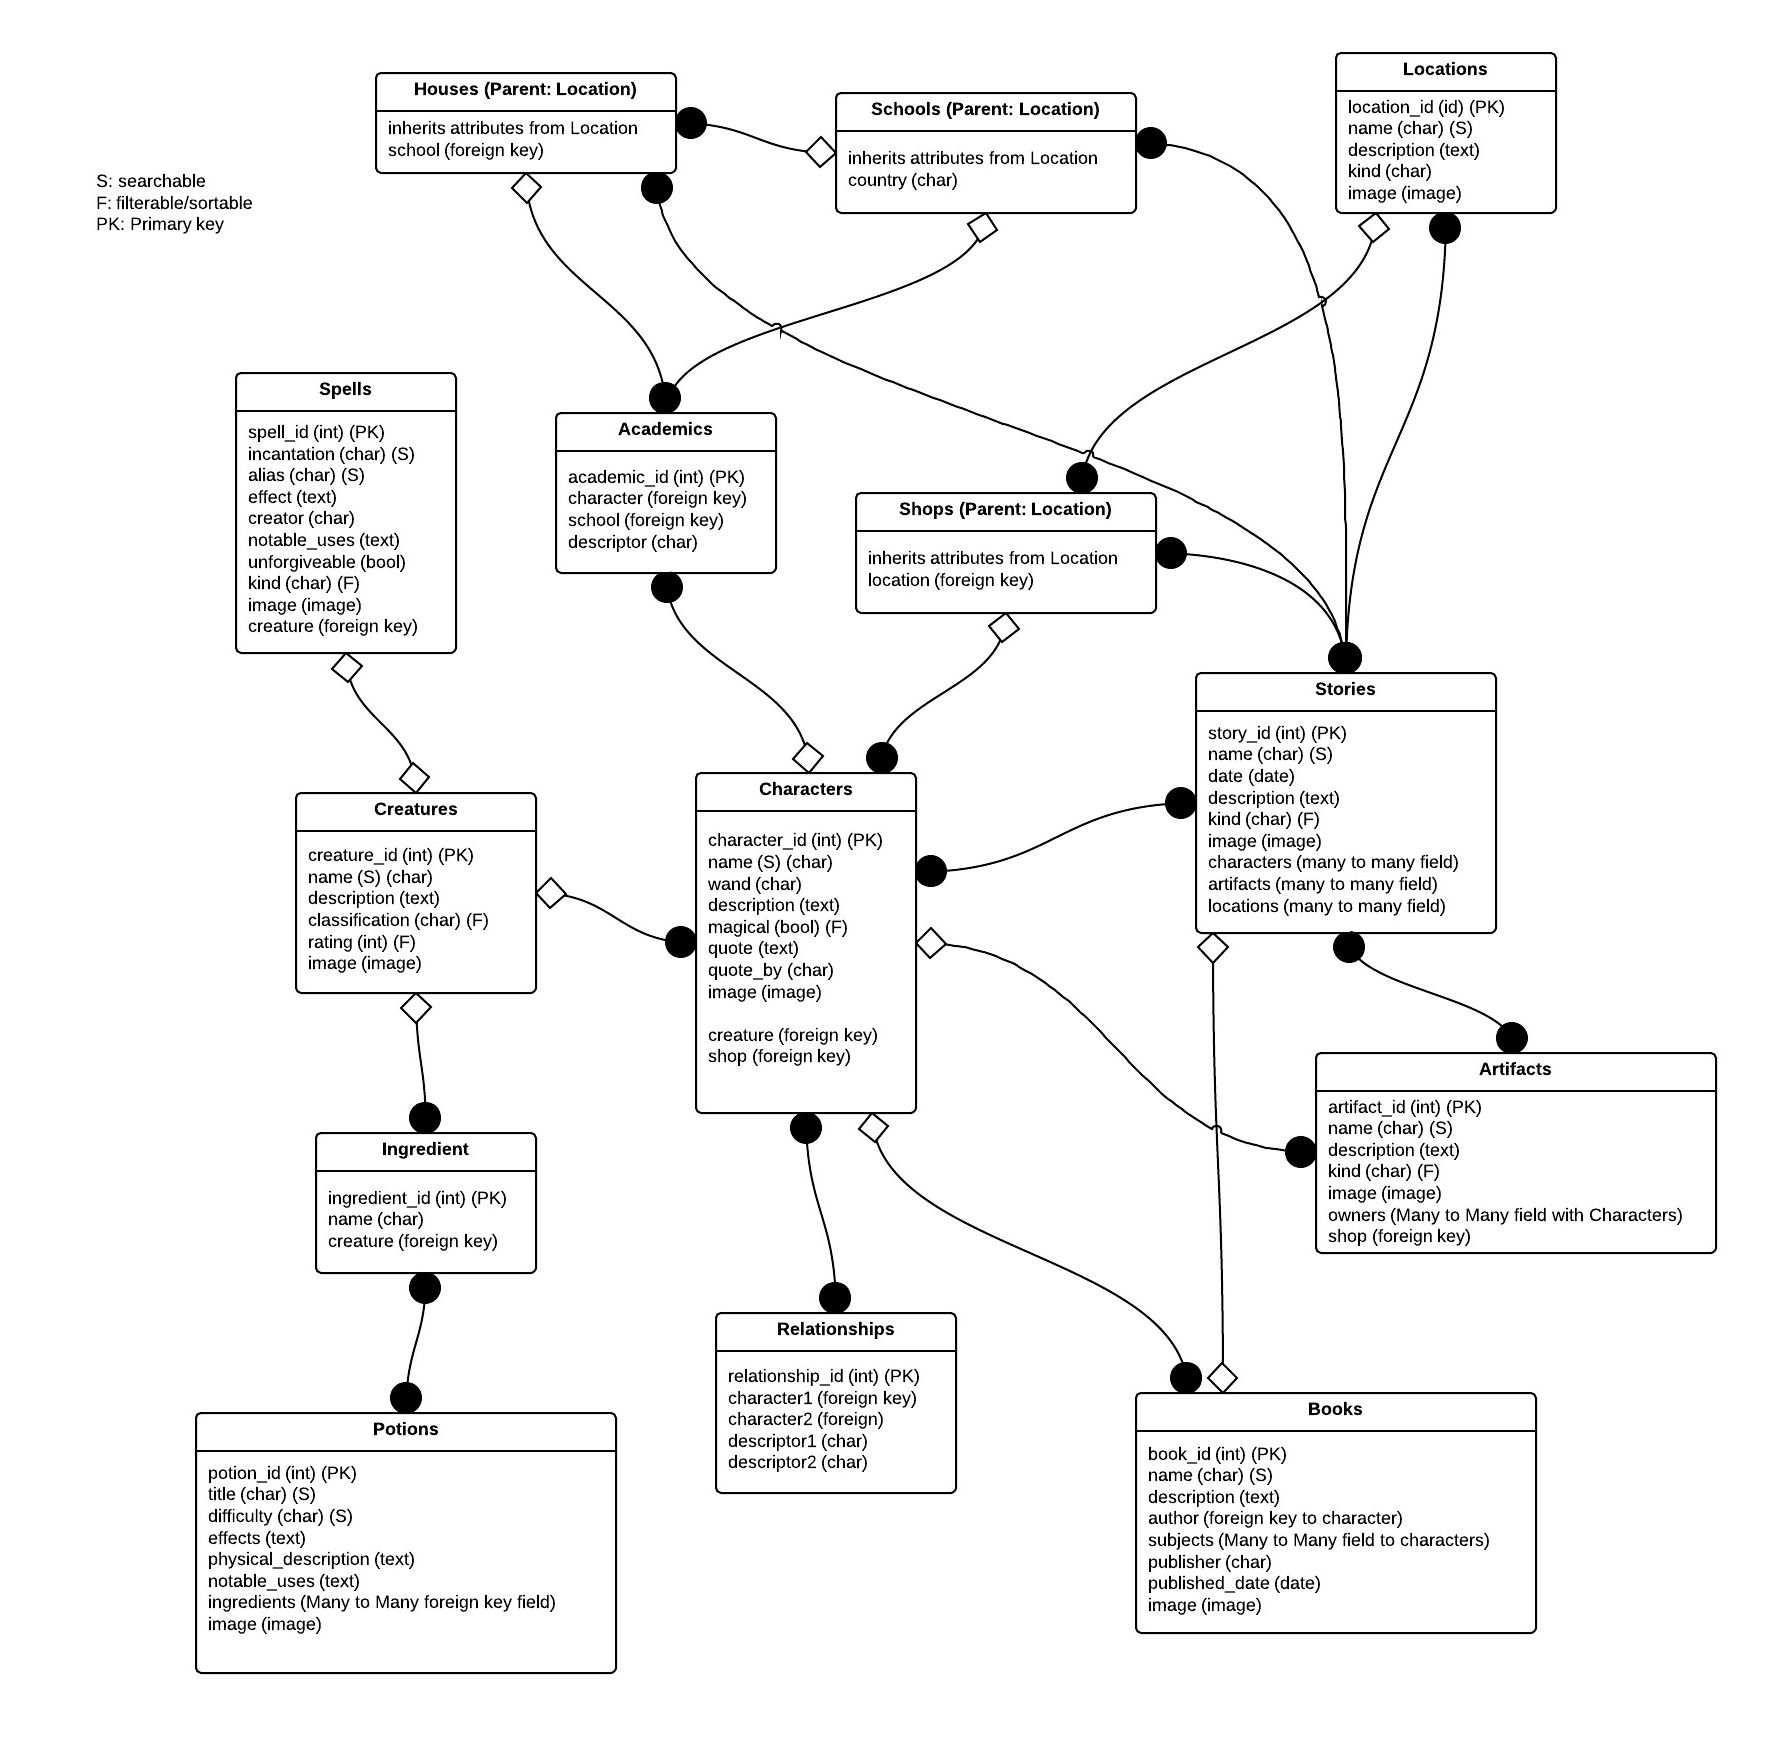 Houses (Parent: Location)
inherits attributes from Location
school (foreign key)
Schools (Parent: Location)
inherits attributes from Location
country (char)
Locations
location_id (id) (PK)
name (char) (S)
description (text)
kind (char)
image (image)
S: searchable
F: filterable/sortable
PK: Primary key
Spells
spell_id (int) (PK)
incantation (char) (S)
alias (char) (S)
effect (text)
creator (char)
notable_uses (text)
unforgiveable (bool)
kind (char) (F)
image (image)
creature (foreign key)
Academics
academic_id (int) (PK)
character (foreign key)
school (foreign key)
descriptor (char)
Shops (Parent: Location)
inherits attributes from Location
location (foreign key)
Stories
story_id (int) (PK)
name (char) (S)
date (date)
description (text)
kind (char) (F)
image (image)
characters (many to many field)
artifacts (many to many field)
locations (many to many field)
Creatures
creature_id (int) (PK)
name (S) (char)
description (text)
classification (char) (F)
rating (int) (F)
image (image)
Characters
character_id (int) (PK)
name (S) (char)
wand (char)
description (text)
magical (bool) (F)
quote (text)
quote_by (char)
image (image)
creature (foreign key)
shop (foreign key)
Artifacts
artifact_id (int) (PK)
name (char) (S)
description (text)
kind (char) (F)
image (image)
owners (Many to Many field with Characters)
shop (foreign key)
Ingredient
ingredient_id (int) (PK)
name (char)
creature (foreign key)
Relationships
relationship_id (int) (PK)
character1 (foreign key)
character2 (foreign)
descriptor1 (char)
descriptor2 (char)
Potions
potion_id (int) (PK)
title (char) (S)
difficulty (char) (S)
effects (text)
physical_description (text)
notable_uses (text)
ingredients (Many to Many foreign key field)
image (image)
Books
book_id (int) (PK)
name (char) (S)
description (text)
author (foreign key to character)
subjects (Many to Many field to characters)
publisher (char)
published_date (date)
image (image)